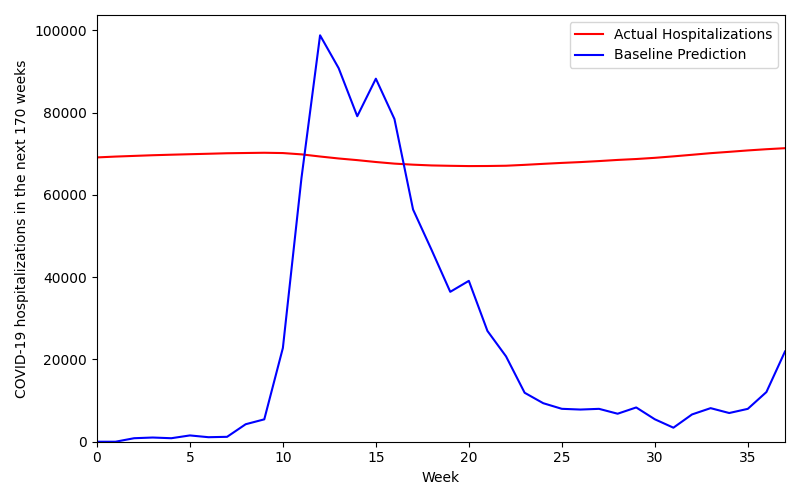 100000
80000
60000
40000
20000
0
COVID-19 hospitalizations in the next 170 weeks
Actual Hospitalizations
Baseline Prediction
0 5 10 15 20 25 30 35
Week